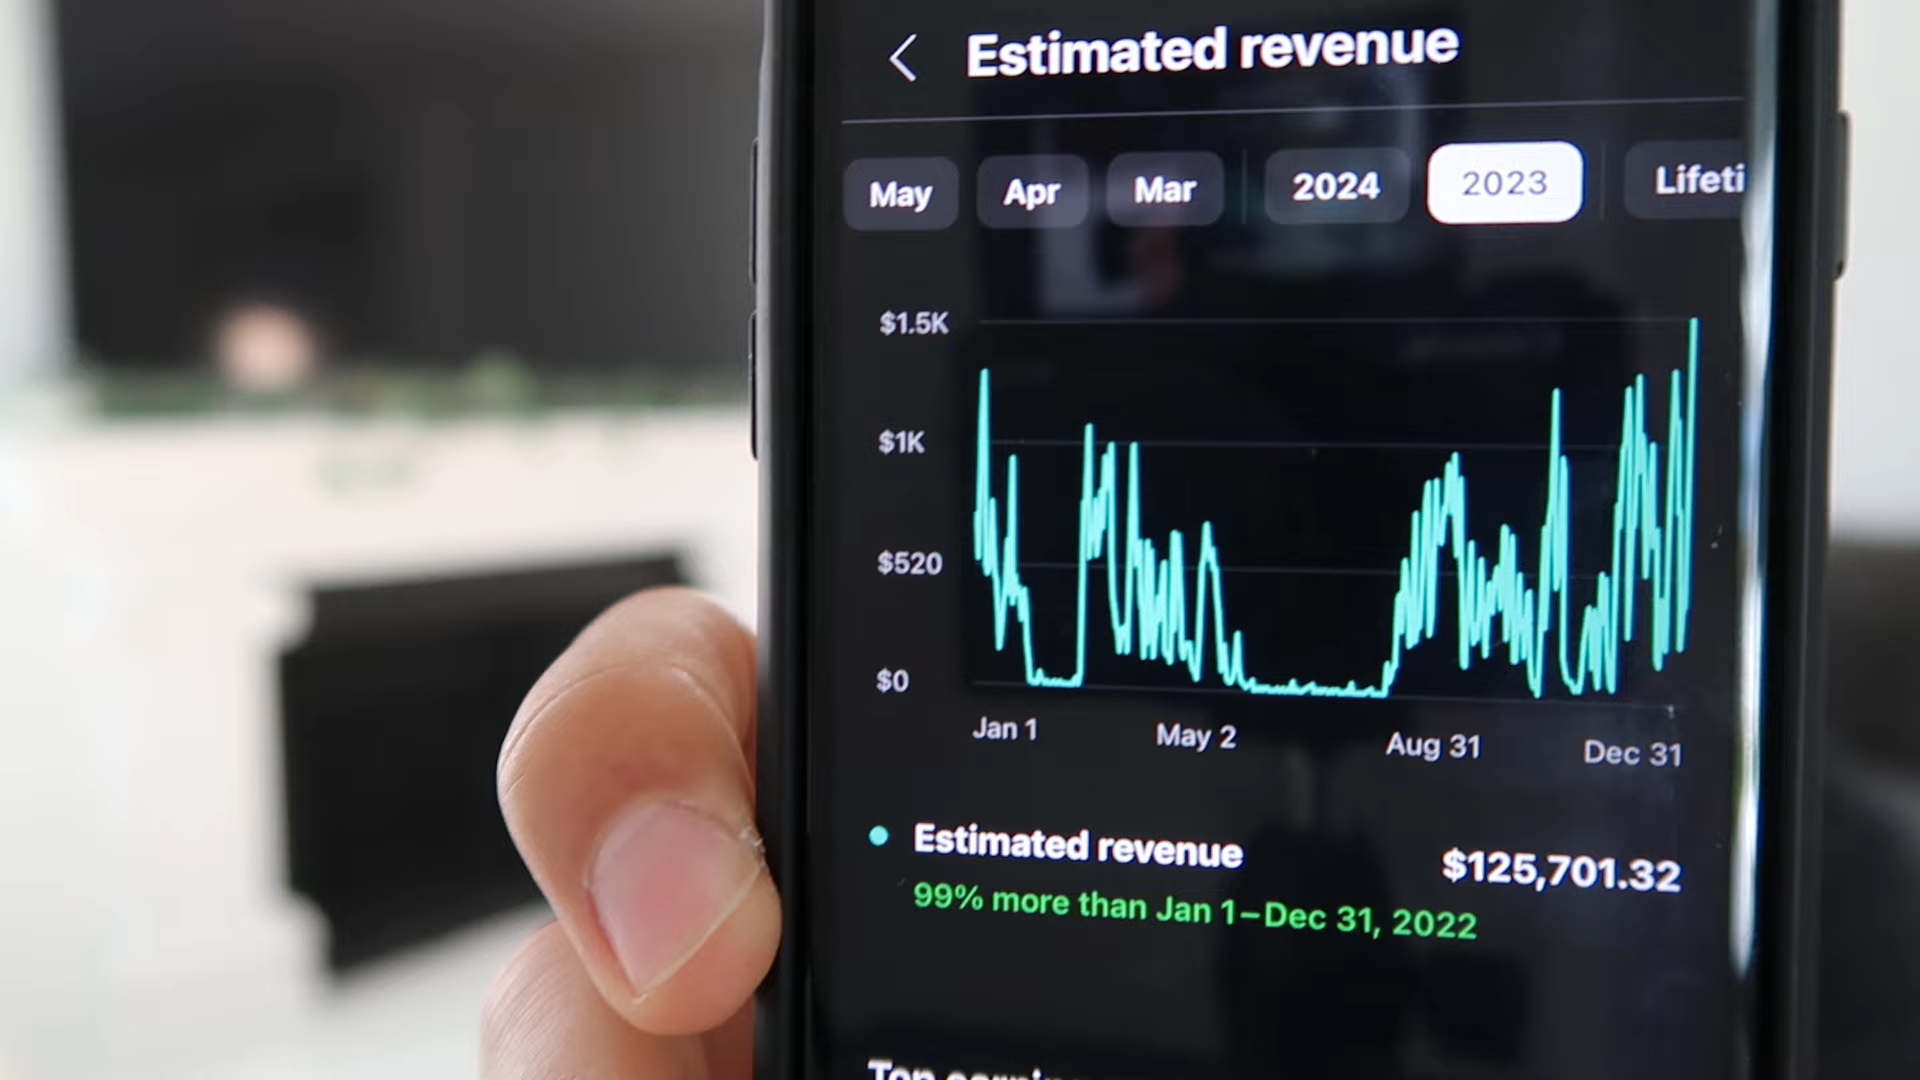 Estimated revenue
May Apr Mar 2024 2023 Lifeti
$1.5K
$1K
$520
$0
Jan 1 May 2 Aug 31 Dec 31
Estimated revenue $125,701.32
99% more than Jan 1–Dec 31, 2022